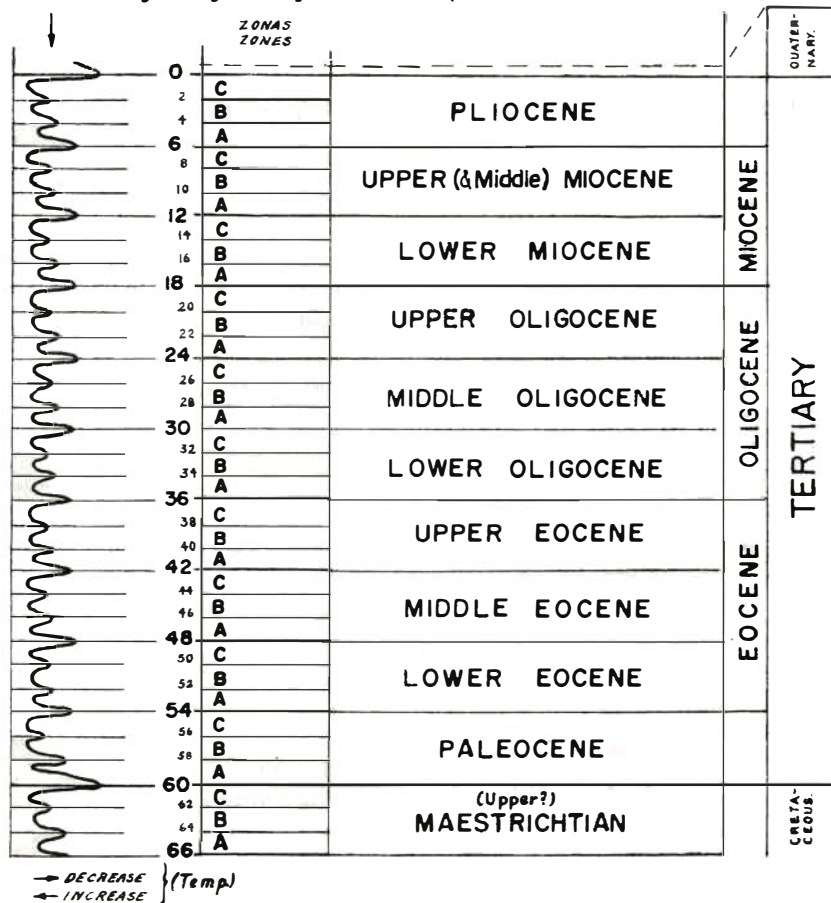 ZONAS
ZONES
QUATER-
NARY.
0
C
2
B
PLIOCENE
4
A
6
C
8
B
UPPER (& Middle) MIOCENE
10
A
12
MIOCENE
C
14
B
LOWER MIOCENE
16
A
18
C
20
B
UPPER OLIGOCENE
22
A
24
C
26
B
MIDDLE OLIGOCENE
28
A
30
OLIGOCENE
C
32
B
LOWER OLIGOCENE
34
A
36
TERTIARY
C
38
B
UPPER EOCENE
40
A
42
C
44
B
MIDDLE EOCENE
46
A
48
EOCENE
C
50
B
LOWER EOCENE
52
A
54
C
56
B
PALEOCENE
58
A
60
C
(Upper?)
62
B
MAESTRICHTIAN
64
A
66
CRETA-
CEOUS.
→ DECREASE
← INCREASE
(Temp)